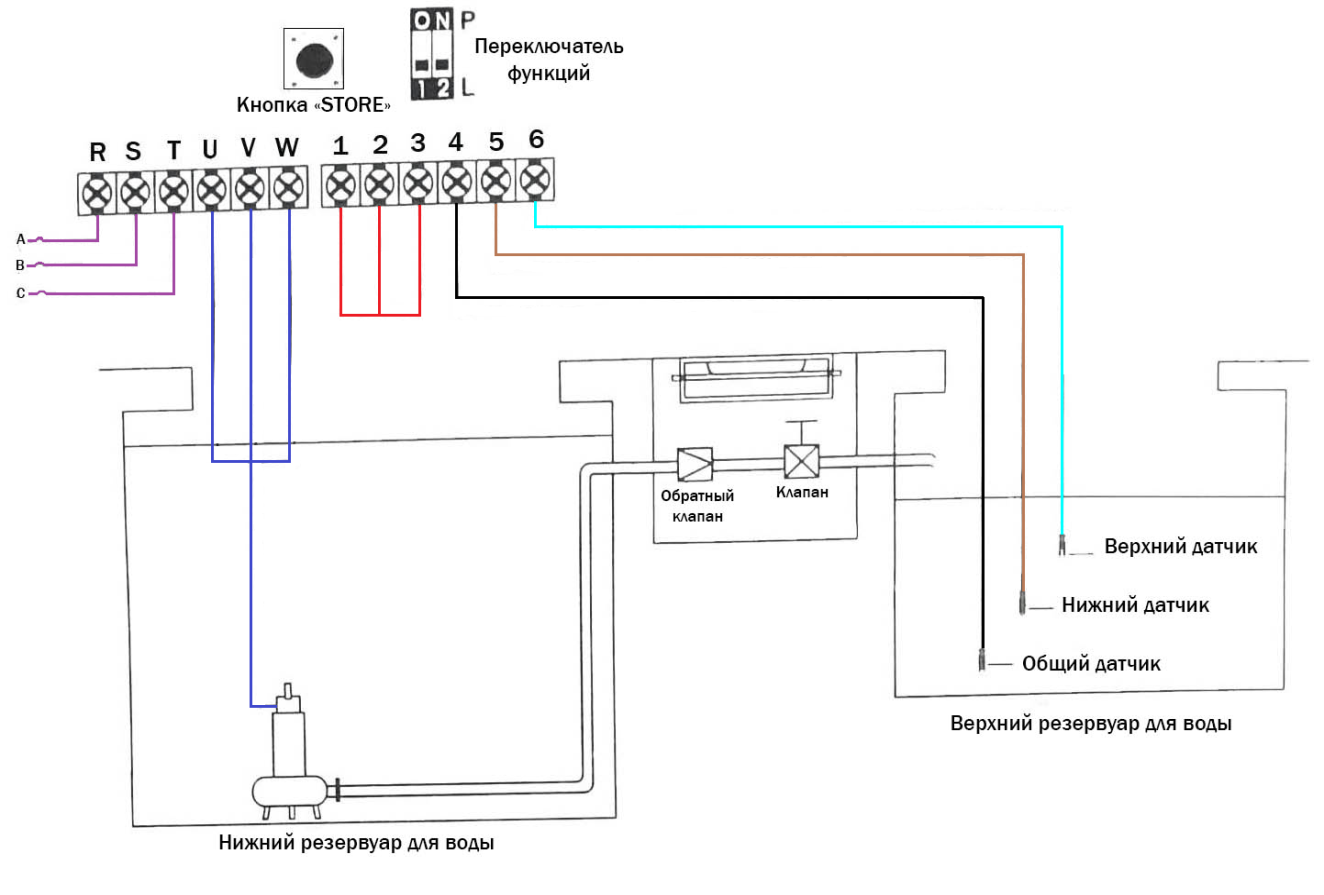 ON P
Переключатель
функций
1 2 L
Кнопка «STORE»
R S T U V W 1 2 3 4 5 6
A
B
C
Обратный
клапан
Клапан
Верхний датчик
Нижний датчик
Общий датчик
Верхний резервуар для воды
Нижний резервуар для воды